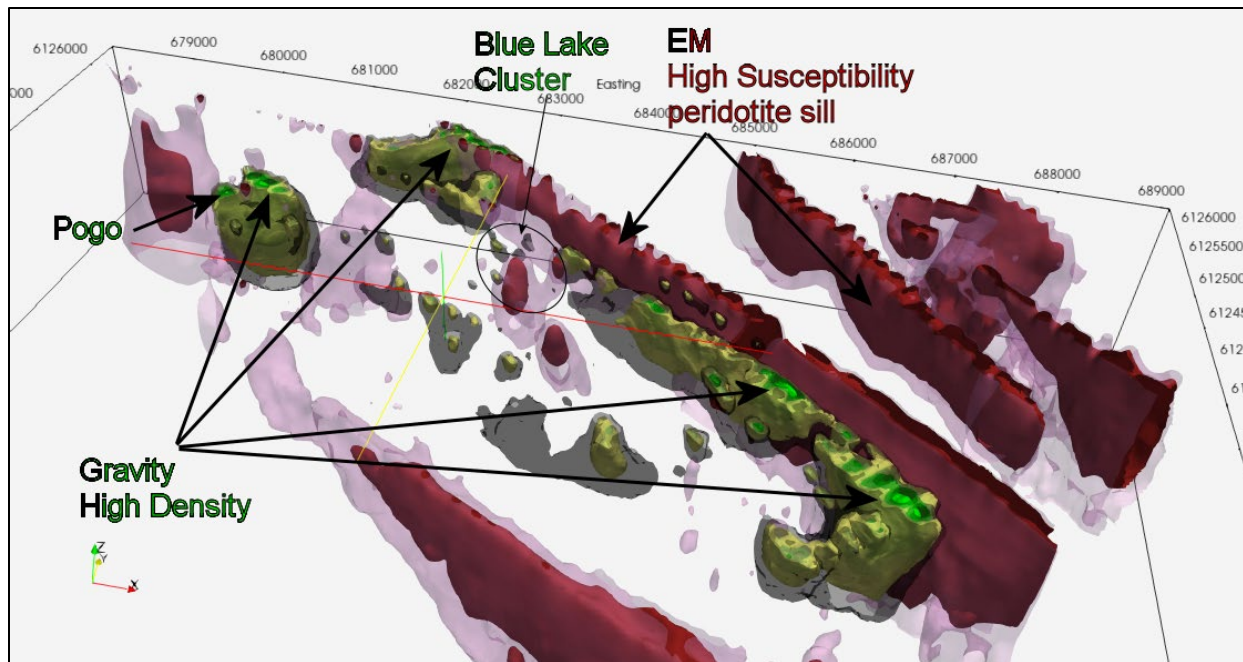 6126000
679000
680000
681000
682000
683000
684000
685000
686000
687000
688000
689000
Easting
Blue Lake
Cluster
EM
High Susceptibility
peridotite sill
6126000
6125500
Pogo
Gravity
High Density
Z
Y
X